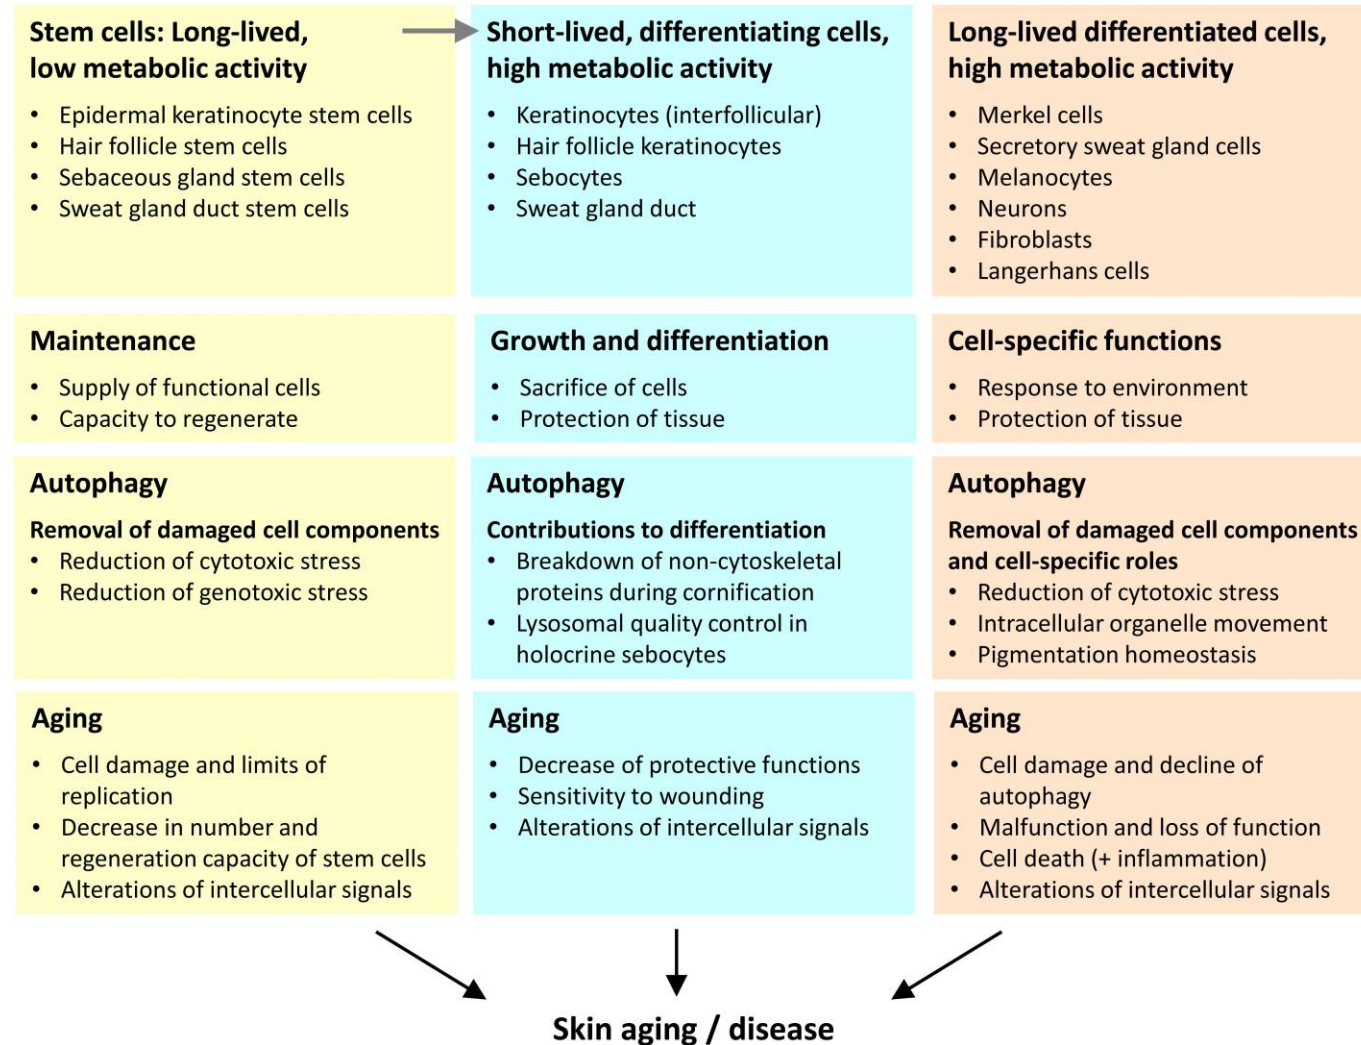 Stem cells: Long-lived,
low metabolic activity
• Epidermal keratinocyte stem cells
• Hair follicle stem cells
• Sebaceous gland stem cells
• Sweat gland duct stem cells
Short-lived, differentiating cells,
high metabolic activity
• Keratinocytes (interfollicular)
• Hair follicle keratinocytes
• Sebocytes
• Sweat gland duct
Long-lived differentiated cells,
high metabolic activity
• Merkel cells
• Secretory sweat gland cells
• Melanocytes
• Neurons
• Fibroblasts
• Langerhans cells
Maintenance
• Supply of functional cells
• Capacity to regenerate
Growth and differentiation
• Sacrifice of cells
• Protection of tissue
Cell-specific functions
• Response to environment
• Protection of tissue
Autophagy
Removal of damaged cell components
• Reduction of cytotoxic stress
• Reduction of genotoxic stress
Autophagy
Contributions to differentiation
• Breakdown of non-cytoskeletal
proteins during cornification
• Lysosomal quality control in
holocrine sebocytes
Autophagy
Removal of damaged cell components
and cell-specific roles
• Reduction of cytotoxic stress
• Intracellular organelle movement
• Pigmentation homeostasis
Aging
• Cell damage and limits of
replication
• Decrease in number and
regeneration capacity of stem cells
• Alterations of intercellular signals
Aging
• Decrease of protective functions
• Sensitivity to wounding
• Alterations of intercellular signals
Aging
• Cell damage and decline of
autophagy
• Malfunction and loss of function
• Cell death (+ inflammation)
• Alterations of intercellular signals
Skin aging / disease